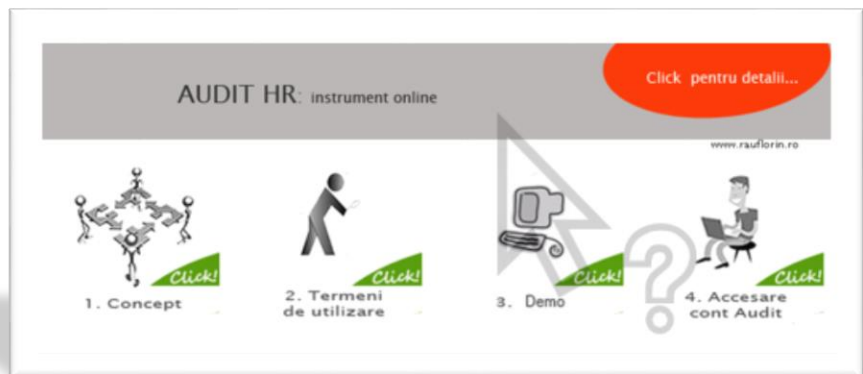 Click pentru detalii...
AUDIT HR: instrument online
www.rauflorin.ro
Click!
Click!
Click!
Click!
1. Concept
2. Termeni
de utilizare
3. Demo
4. Accesare
cont Audit
?